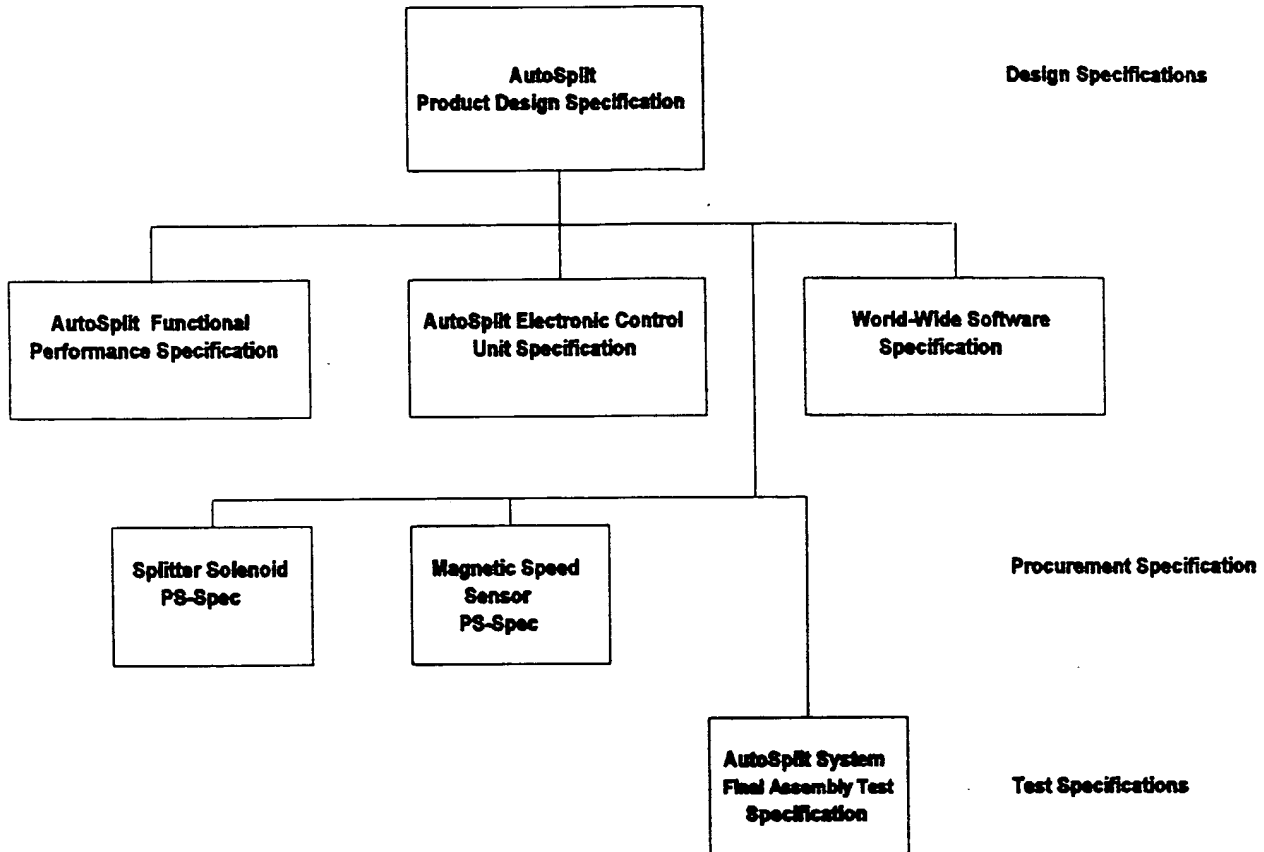 AutoSplit
Product Design Specification
Design Specifications
AutoSplit Functional
Performance Specification
AutoSplit Electronic Control
Unit Specification
World-Wide Software
Specification
Splitter Solenoid
PS-Spec
Magnetic Speed
Sensor
PS-Spec
Procurement Specification
AutoSplit System
Final Assembly Test
Specification
Test Specifications